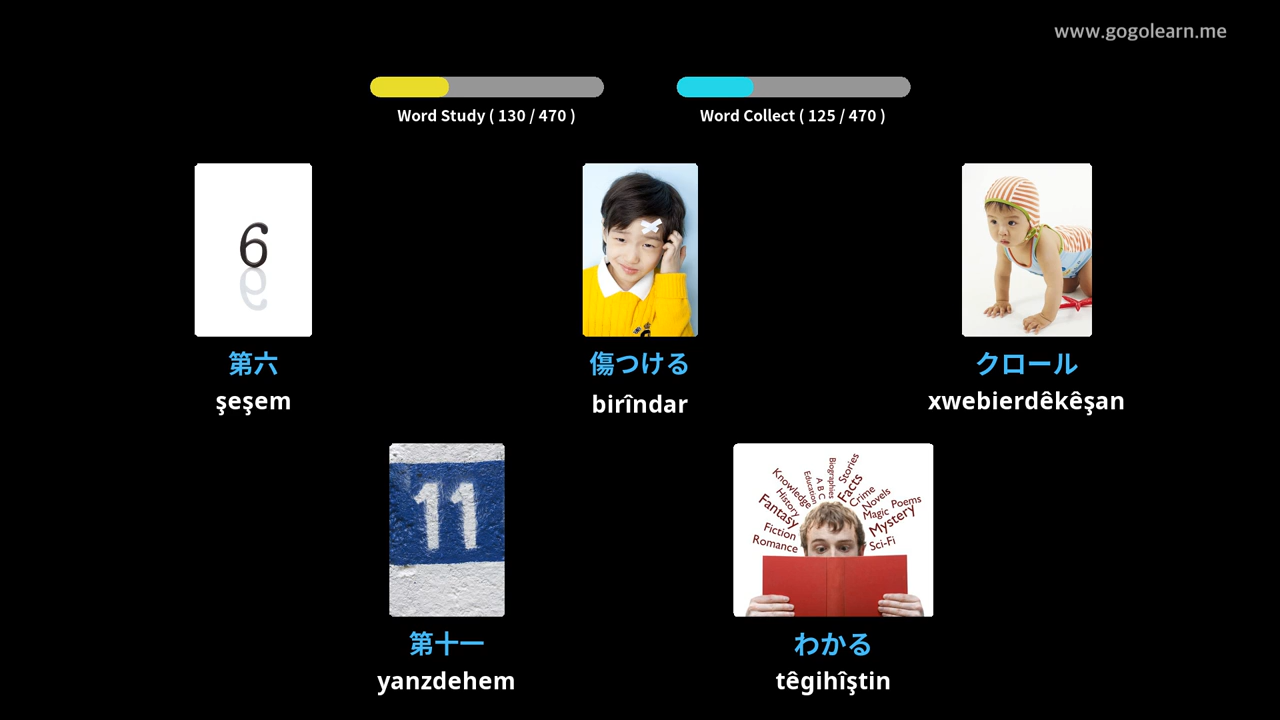 www.gogolearn.me
Word Study ( 130 / 470 )
Word Collect ( 125 / 470 )
6
第六
şeşem
傷つける
birîndar
クロール
xwebierdêkêşan
11
第十一
yanzdehem
Knowledge
History
Fantasy
Fiction
Romance
Education
A B C
Biographies
Stories
Facts
Crime
Novels
Magic
Poems
Mystery
Sci-Fi
わかる
têgihîştin